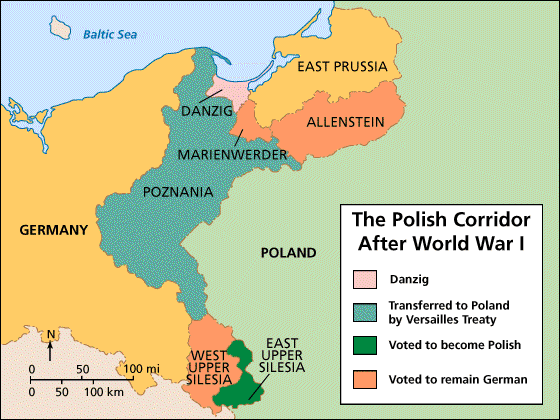 Baltic Sea
EAST PRUSSIA
DANZIG
ALLENSTEIN
MARIENWERDER
POZNANIA
GERMANY
POLAND
The Polish Corridor
After World War I
Danzig
Transferred to Poland
by Versailles Treaty
Voted to become Polish
Voted to remain German
N
0 50 100 mi
0 50 100 km
WEST
UPPER
SILESIA
EAST
UPPER
SILESIA